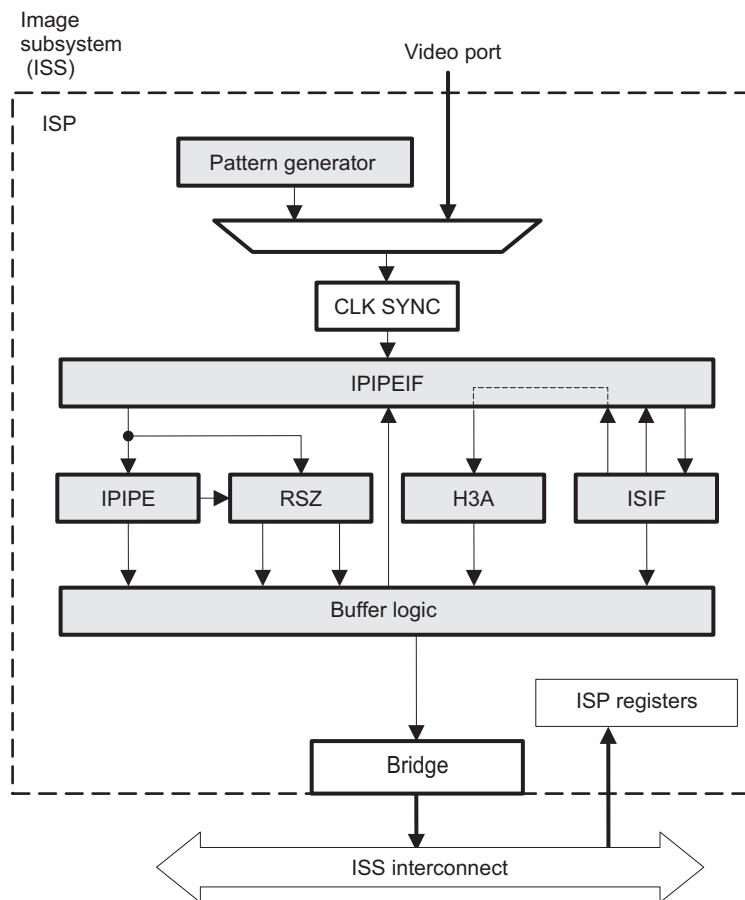 Image
subsystem
(ISS)
Video port
ISP
Pattern generator
CLK SYNC
IPIPEIF
IPIPE
RSZ
H3A
ISIF
Buffer logic
ISP registers
Bridge
ISS interconnect